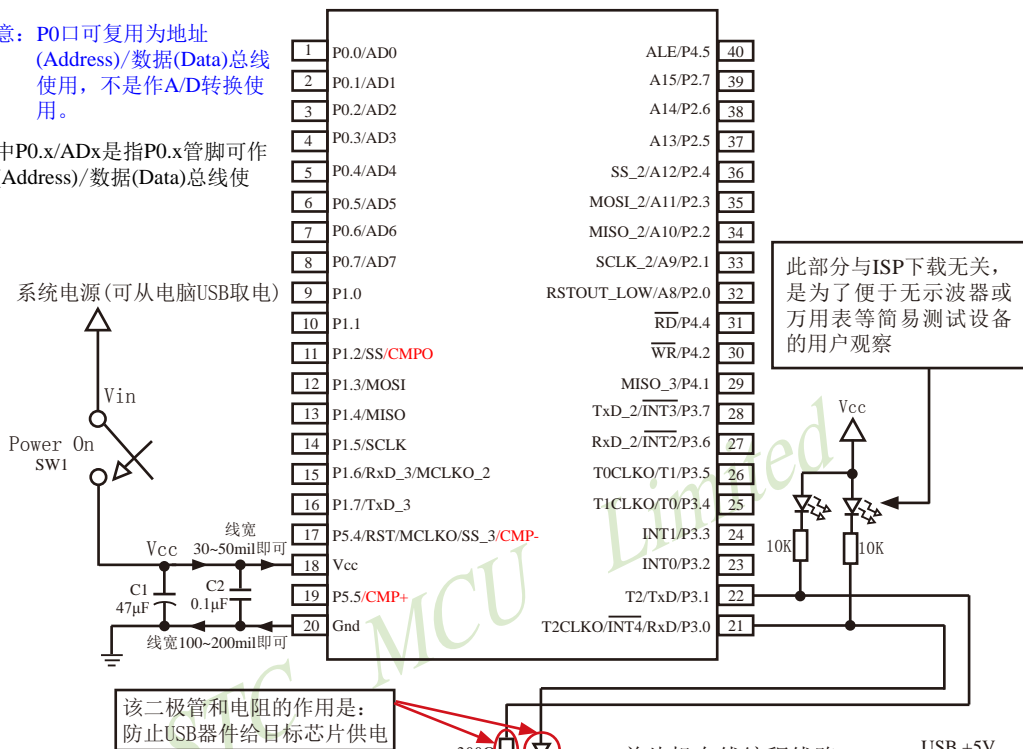 意：P0口可复用为地址
(Address)/数据(Data)总线
使用，不是作A/D转换使
用。
中P0.x/ADx是指P0.x管脚可作
(Address)/数据(Data)总线使
系统电源(可从电脑USB取电)
Vin
Power On
SW1
Vcc
线宽
30~50mil即可
C1
47μF
C2
0.1μF
线宽100~200mil即可
1 P0.0/AD0
2 P0.1/AD1
3 P0.2/AD2
4 P0.3/AD3
5 P0.4/AD4
6 P0.5/AD5
7 P0.6/AD6
8 P0.7/AD7
9 P1.0
10 P1.1
11 P1.2/SS/CMPO
12 P1.3/MOSI
13 P1.4/MISO
14 P1.5/SCLK
15 P1.6/RxD_3/MCLKO_2
16 P1.7/TxD_3
17 P5.4/RST/MCLKO/SS_3/CMP-
18 Vcc
19 P5.5/CMP+
20 Gnd
ALE/P4.5 40
A15/P2.7 39
A14/P2.6 38
A13/P2.5 37
SS_2/A12/P2.4 36
MOSI_2/A11/P2.3 35
MISO_2/A10/P2.2 34
SCLK_2/A9/P2.1 33
RSTOUT_LOW/A8/P2.0 32
RD/P4.4 31
WR/P4.2 30
MISO_3/P4.1 29
TxD_2/INT3/P3.7 28
RxD_2/INT2/P3.6 27
T0CLKO/T1/P3.5 26
T1CLKO/T0/P3.4 25
INT1/P3.3 24
INT0/P3.2 23
T2/TxD/P3.1 22
T2CLKO/INT4/RxD/P3.0 21
此部分与ISP下载无关，
是为了便于无示波器或
万用表等简易测试设备
的用户观察
Vcc
10K
10K
STC MCU Limited
该二极管和电阻的作用是：
防止USB器件给目标芯片供电
USB +5V